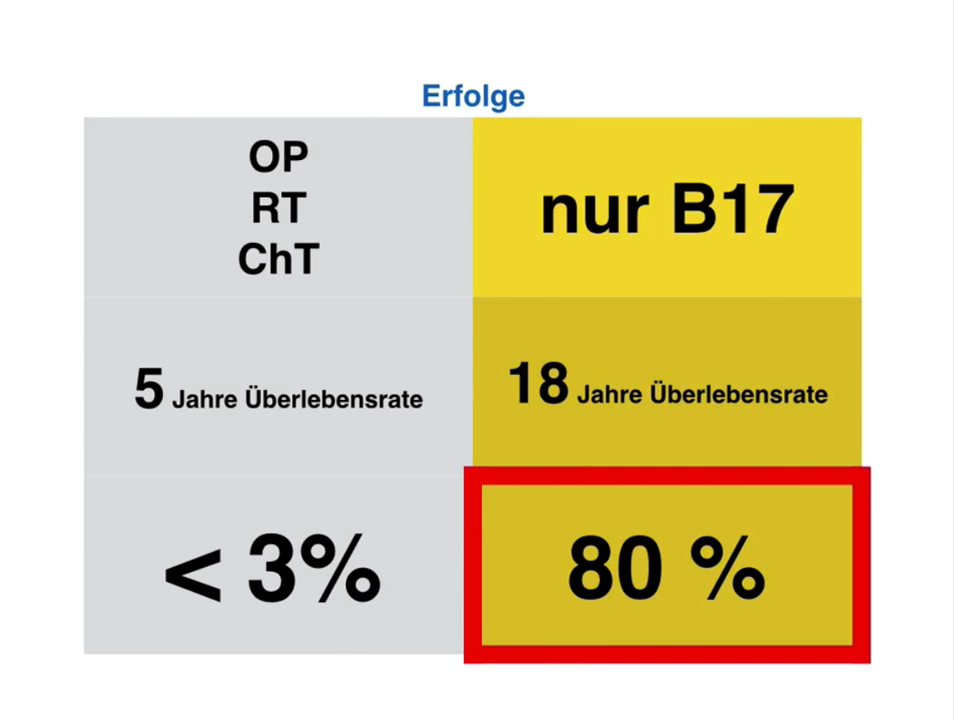 Erfolge
OP
RT
ChT
nur B17
5 Jahre Überlebensrate
18 Jahre Überlebensrate
< 3%
80 %